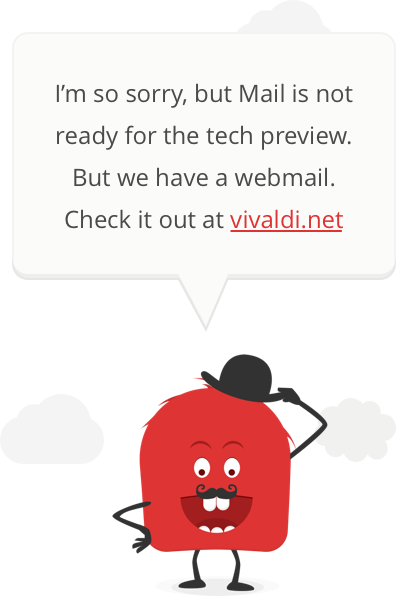 I'm so sorry, but Mail is not
ready for the tech preview.
But we have a webmail.
Check it out at vivaldi.net